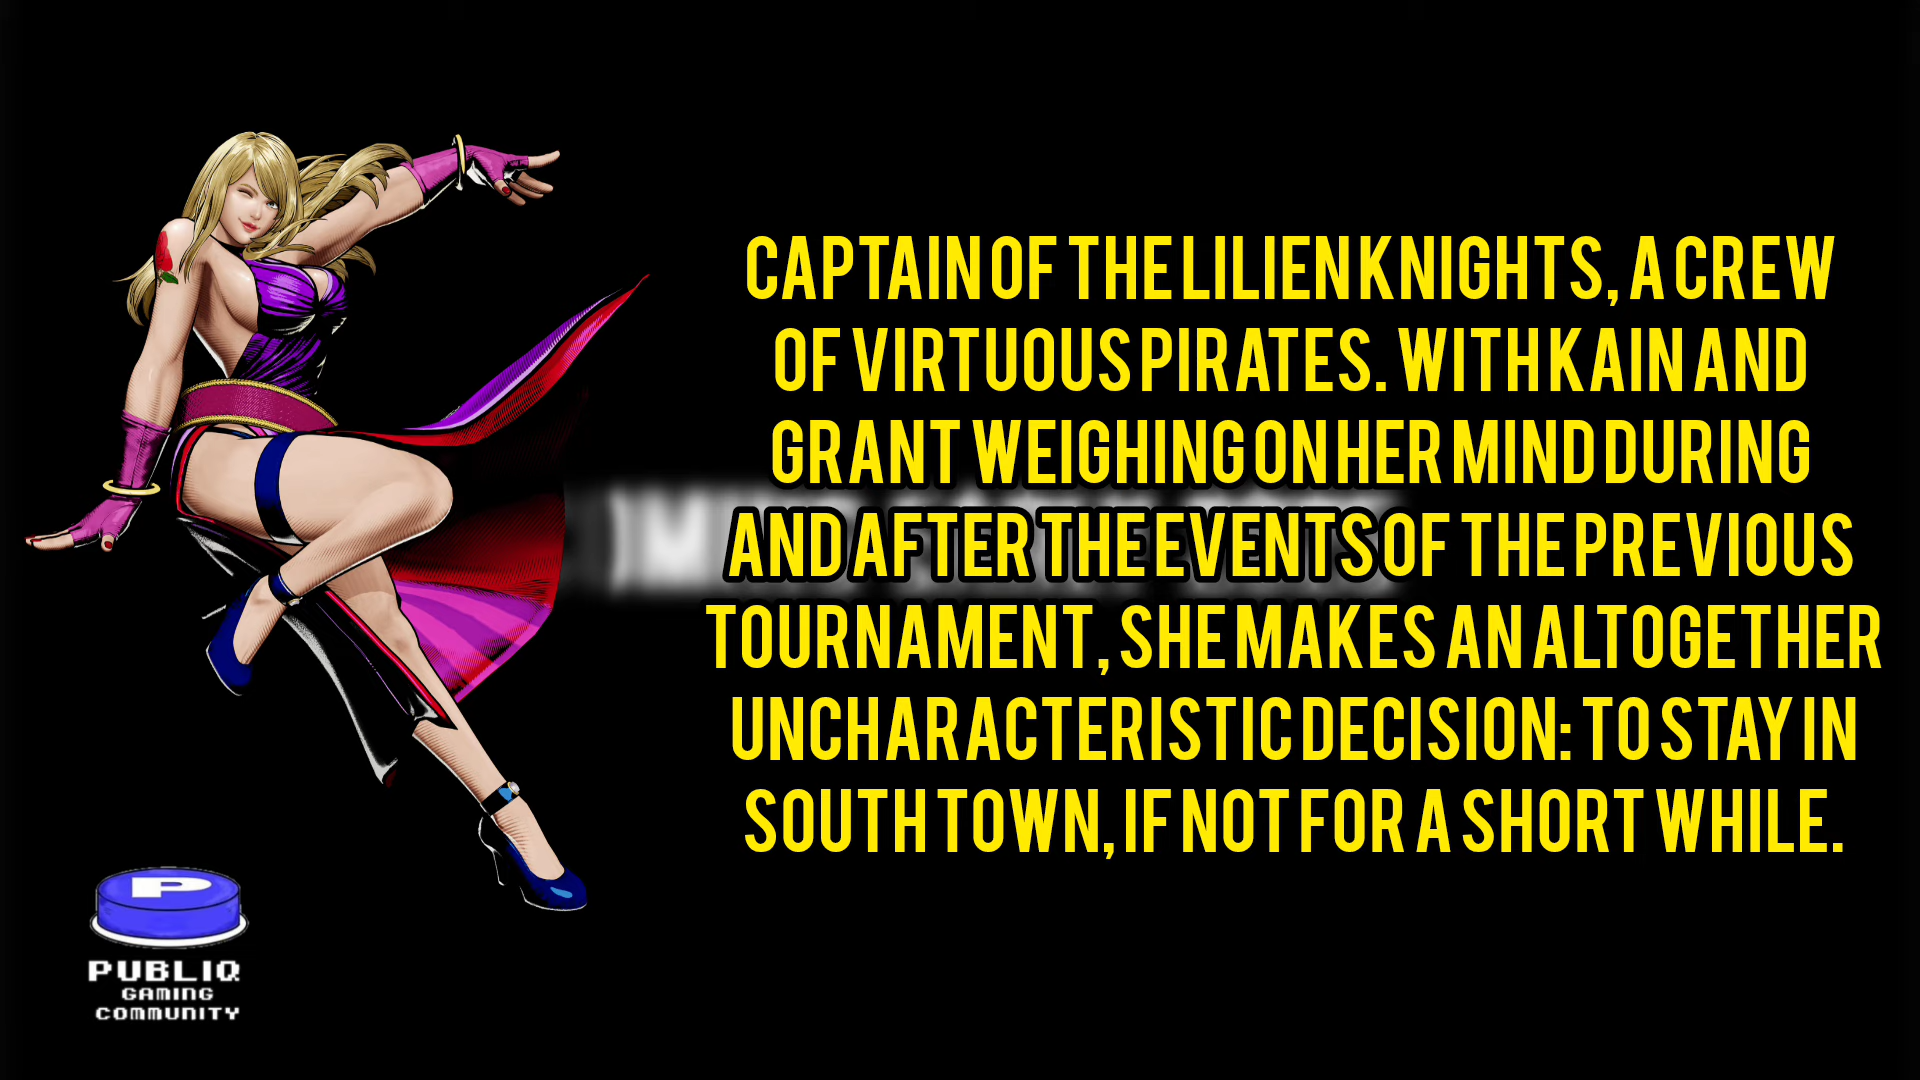 CAPTAIN OF THE LILIEN KNIGHTS, A CREW
OF VIRTUOUS PIRATES. WITH KAIN AND
GRANT WEIGHING ON HER MIND DURING
AND AFTER THE EVENTS OF THE PREVIOUS
TOURNAMENT, SHE MAKES AN ALTOGETHER
UNCHARACTERISTIC DECISION: TO STAY IN
SOUTH TOWN, IF NOT FOR A SHORT WHILE.
P
PUBLIQ
GAMING
COMMUNITY